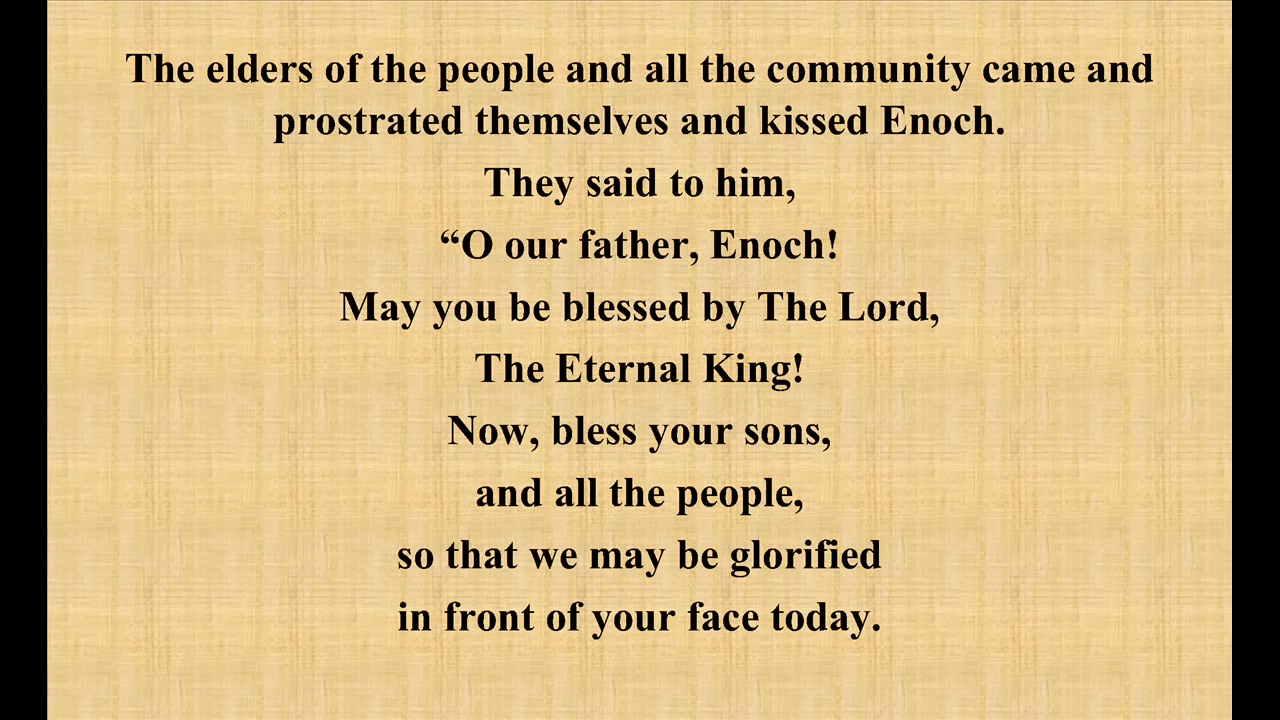 The elders of the people and all the community came and
prostrated themselves and kissed Enoch.
They said to him,
“O our father, Enoch!
May you be blessed by The Lord,
The Eternal King!
Now, bless your sons,
and all the people,
so that we may be glorified
in front of your face today.